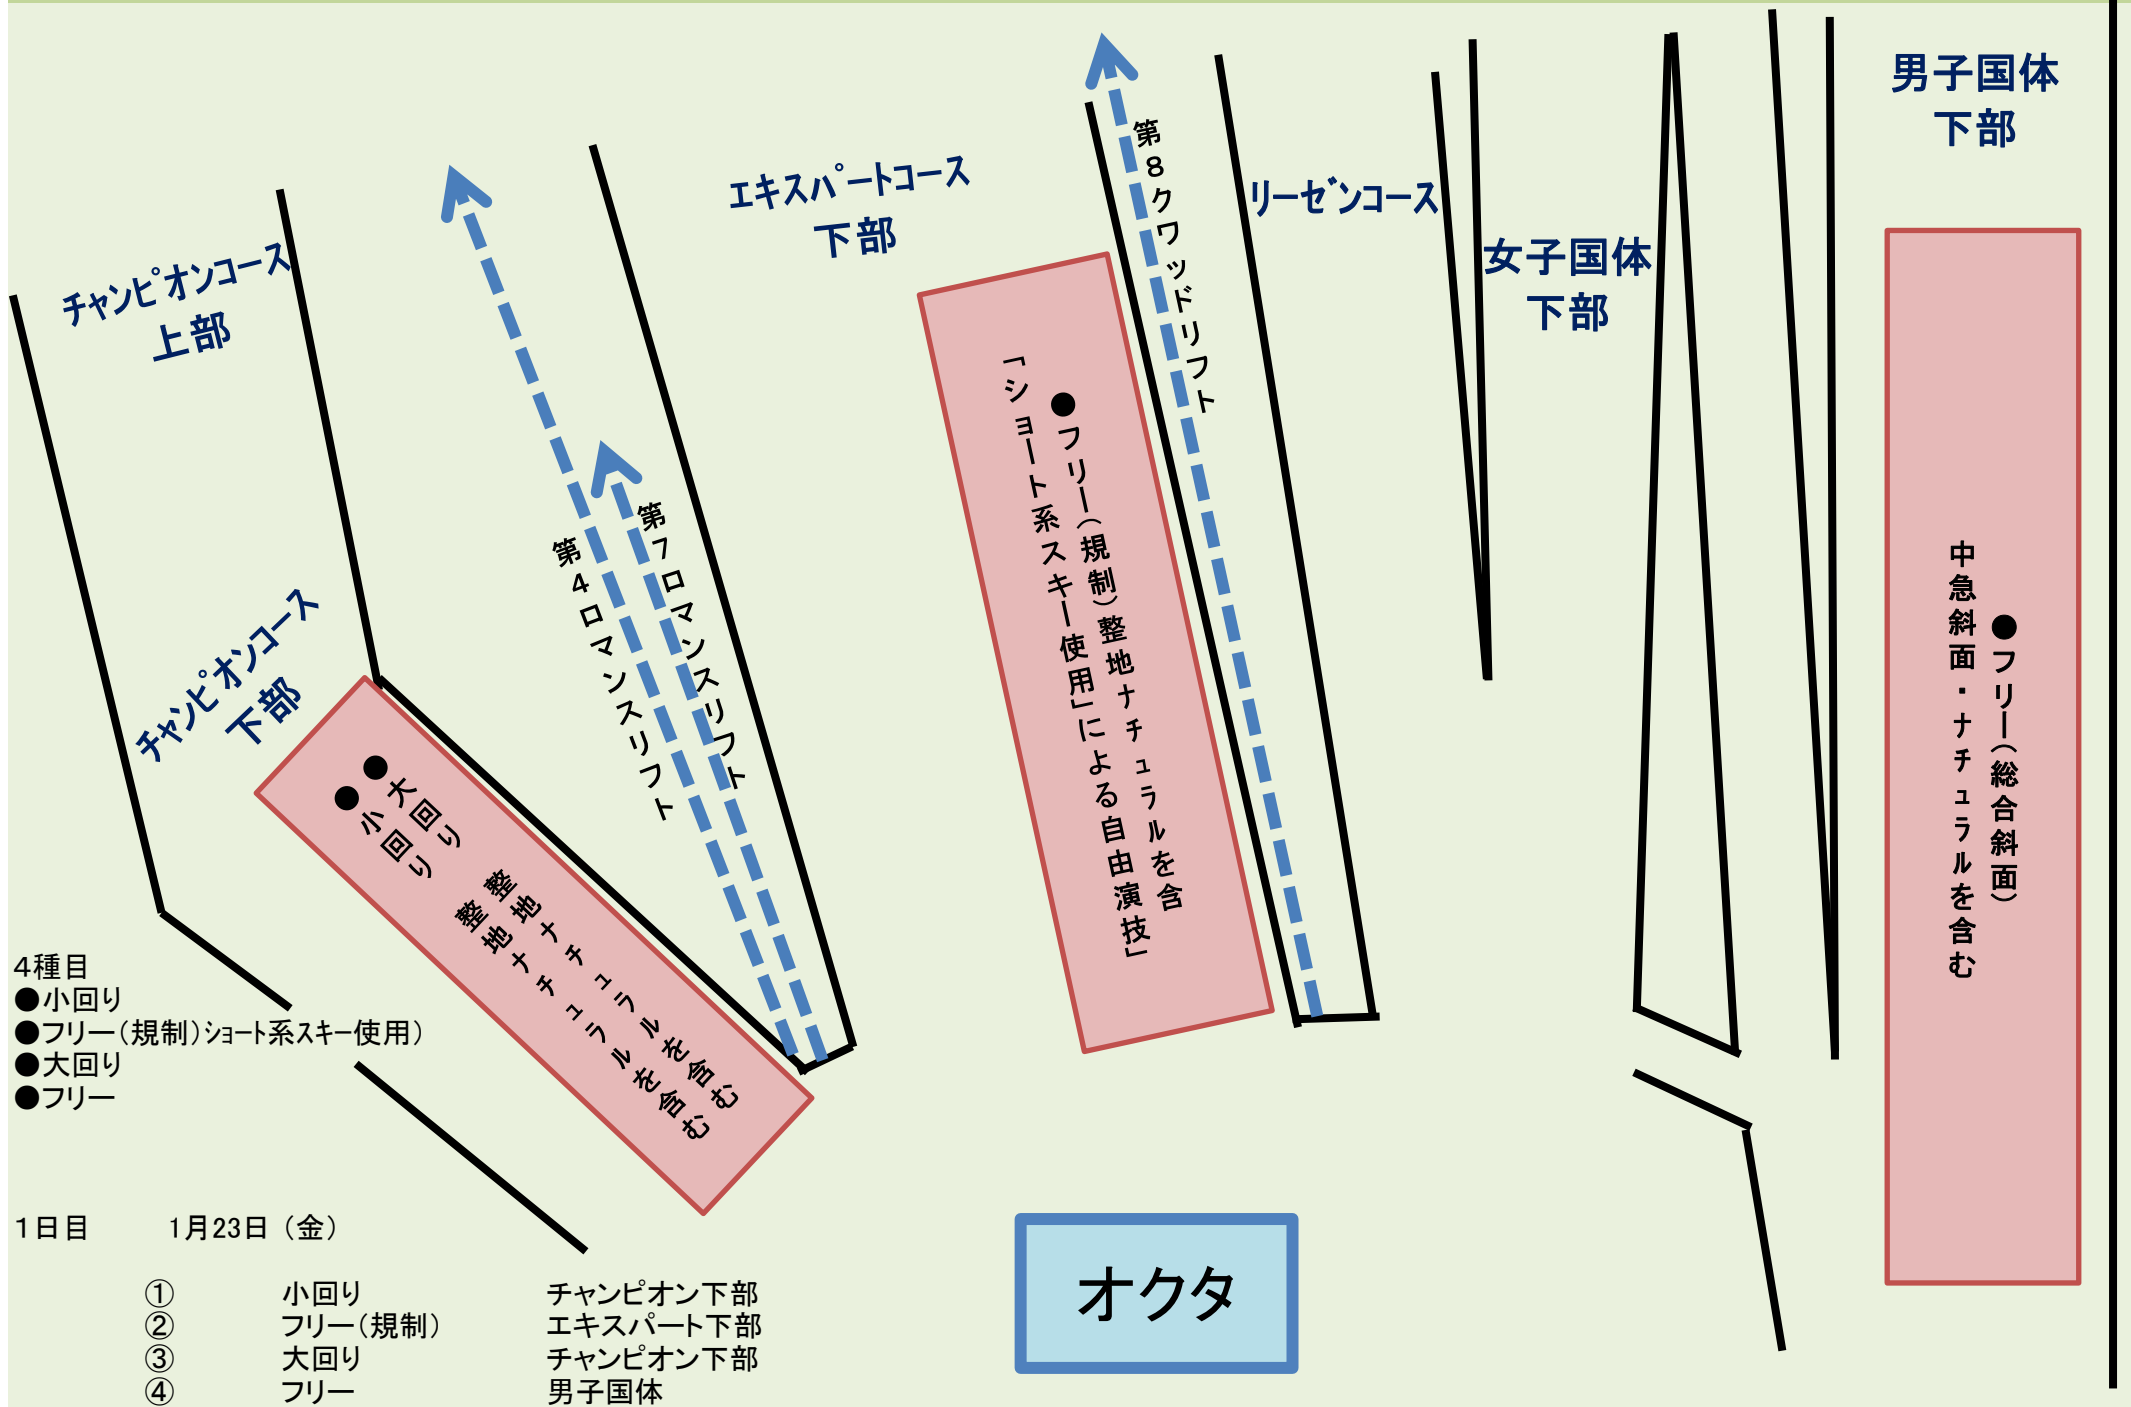 男子国体
下部
エキスパートコース
下部
チャンピオンコース
上部
リーゼンコース
女子国体
下部
第8クワッドリフト
第7ロマンスリフト
第4ロマンスリフト
チャンピオンコース
下部
●フリー(規制)整地ナチュラルを含
「ショート系スキー使用」による自由演技」
●フリー(総合斜面)
中急斜面・ナチュラルを含む
●大回り 整地ナチュラルを含む
●小回り 整地ナチュラルを含む
4種目
●小回り
●フリー(規制)ショート系スキー使用)
●大回り
●フリー
1日目 1月23日(金)
① 小回り チャンピオン下部
② フリー(規制) エキスパート下部
③ 大回り チャンピオン下部
④ フリー 男子国体
オクタ